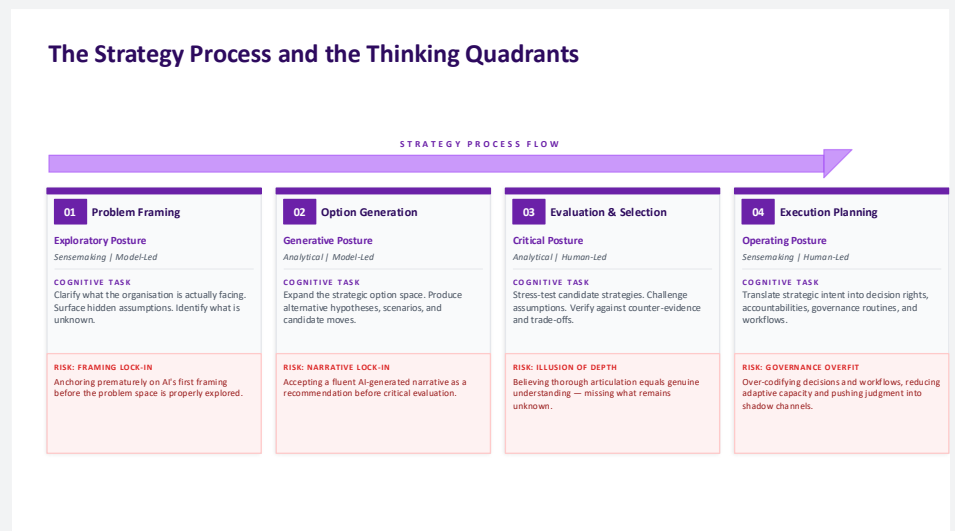 The Strategy Process and the Thinking Quadrants
STRATEGY PROCESS FLOW
01 Problem Framing
Exploratory Posture
Sensemaking | Model-Led
COGNITIVE TASK
Clarify what the organisation is actually facing.
Surface hidden assumptions. Identify what is
unknown.
RISK: FRAMING LOCK-IN
Anchoring prematurely on AI's first framing
before the problem space is properly explored.
02 Option Generation
Generative Posture
Analytical | Model-Led
COGNITIVE TASK
Expand the strategic option space. Produce
alternative hypotheses, scenarios, and
candidate moves.
RISK: NARRATIVE LOCK-IN
Accepting a fluent AI-generated narrative as a
recommendation before critical evaluation.
03 Evaluation & Selection
Critical Posture
Analytical | Human-Led
COGNITIVE TASK
Stress-test candidate strategies. Challenge
assumptions. Verify against counter-evidence
and trade-offs.
RISK: ILLUSION OF DEPTH
Believing thorough articulation equals genuine
understanding — missing what remains
unknown.
04 Execution Planning
Operating Posture
Sensemaking | Human-Led
COGNITIVE TASK
Translate strategic intent into decision rights,
accountabilities, governance routines, and
workflows.
RISK: GOVERNANCE OVERFIT
Over-codifying decisions and workflows, reducing
adaptive capacity and pushing judgment into
shadow channels.